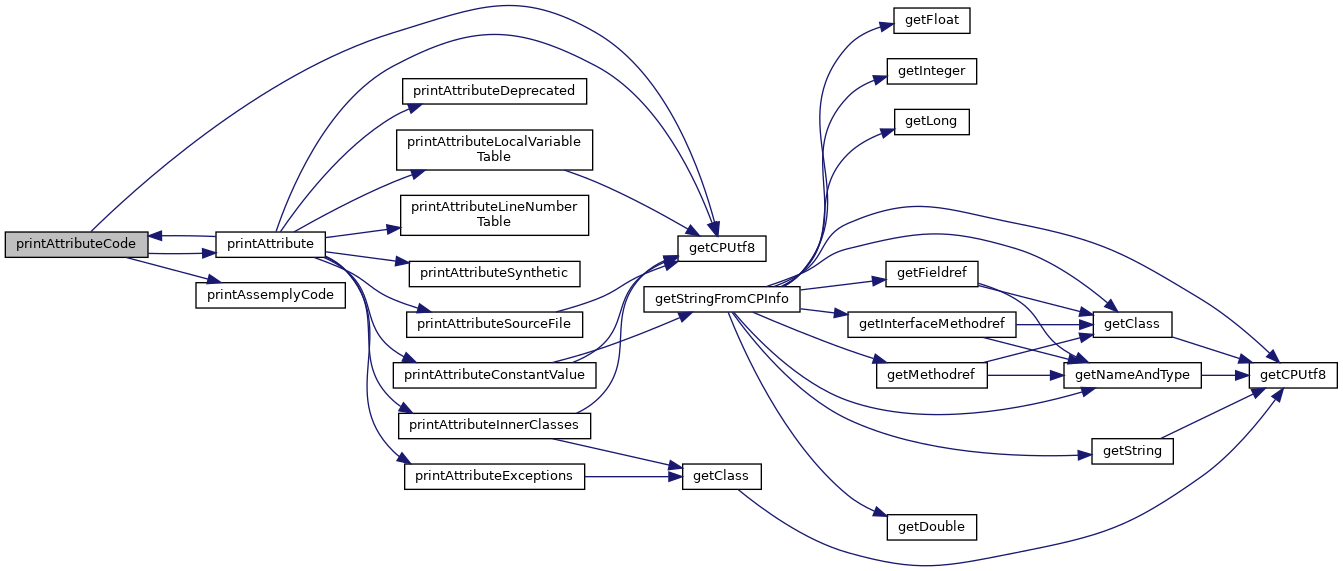 printAttributeCode
printAttribute
printAssemplyCode
printAttributeDeprecated
printAttributeLocalVariable
Table
printAttributeLineNumber
Table
printAttributeSynthetic
printAttributeSourceFile
printAttributeConstantValue
printAttributeInnerClasses
printAttributeExceptions
getCPUtf8
getStringFromCPInfo
getClass
getFloat
getInteger
getLong
getFieldref
getInterfaceMethodref
getMethodref
getDouble
getClass
getNameAndType
getString
getCPUtf8